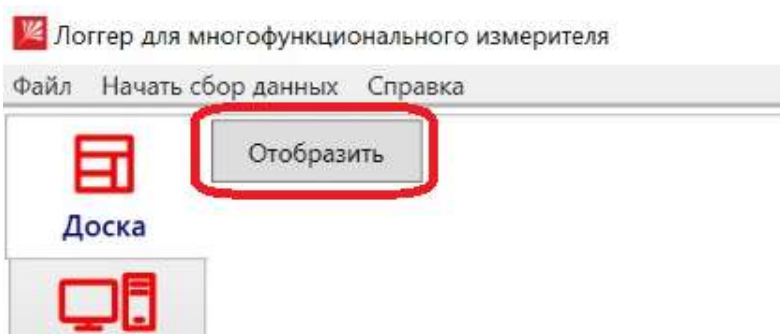 Логгер для многофункционального измерителя
Файл Начать сбор данных Справка
Отобразить
Доска